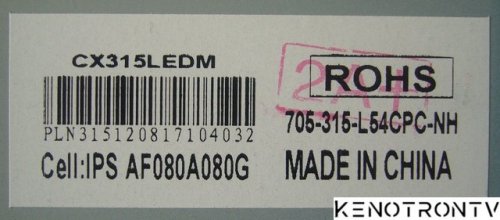 CX315LEDM
PLN315120817104032
Cell:IPS AF080A080G
ROHS
705-315-L54CPC-NH
MADE IN CHINA
KENOTRONTV